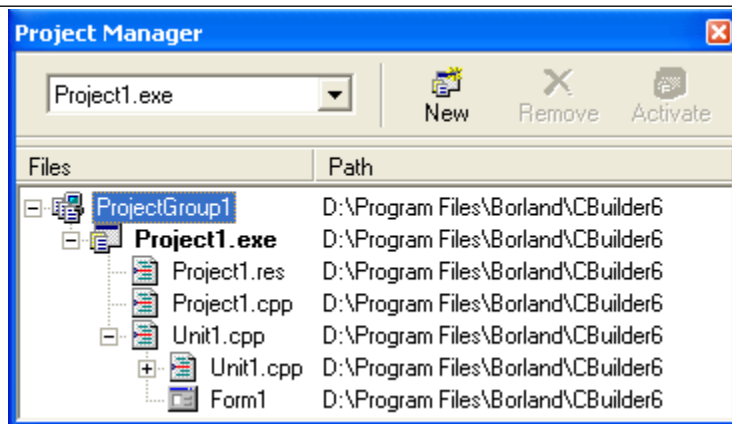 Project Manager
Project1.exe
New Remove Activate
Files Path
ProjectGroup1 D:\Program Files\Borland\CBuilder6
Project1.exe D:\Program Files\Borland\CBuilder6
Project1.res D:\Program Files\Borland\CBuilder6
Project1.cpp D:\Program Files\Borland\CBuilder6
Unit1.cpp D:\Program Files\Borland\CBuilder6
Unit1.cpp D:\Program Files\Borland\CBuilder6
Form1 D:\Program Files\Borland\CBuilder6